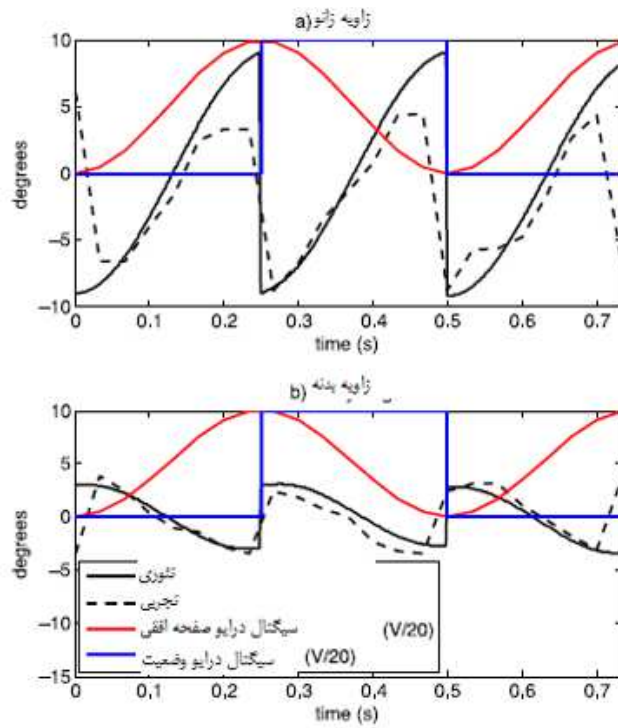 a) زاویه زانو
10
5
0
−5
−10
degrees
0 0.1 0.2 0.3 0.4 0.5 0.6 0.7
time (s)
b) زاویه بدنه
10
5
0
−5
−10
−15
degrees
تئوری
تجربی
سیگنال درایو صفحه افقی (V/20)
سیگنال درایو وضعیت (V/20)
0 0.1 0.2 0.3 0.4 0.5 0.6 0.7
time (s)